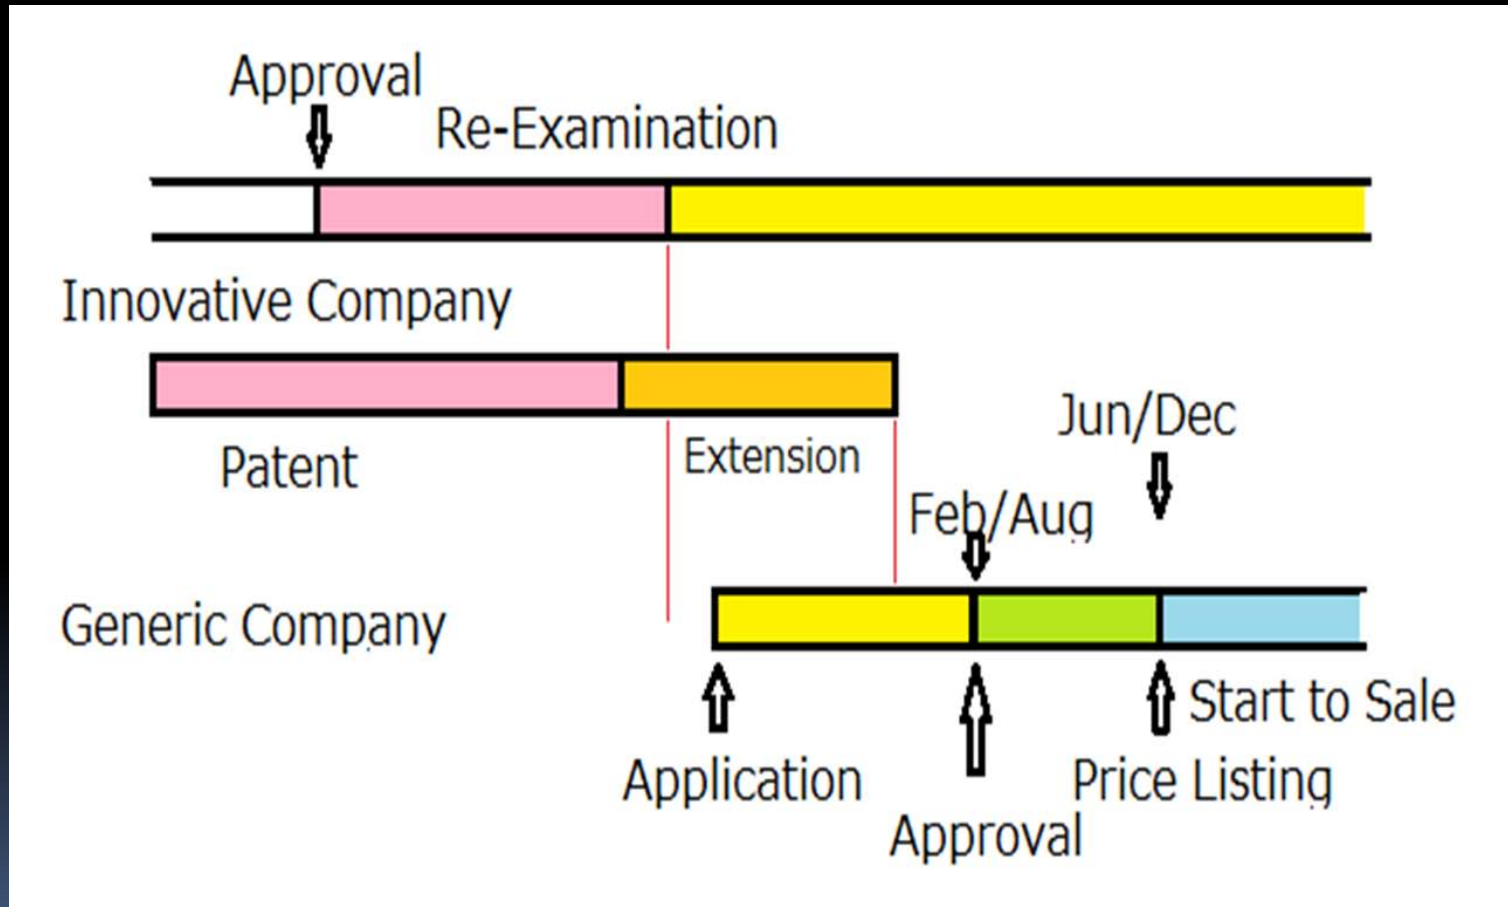 Approval
Re-Examination
Innovative Company
Patent
Extension
Jun/Dec
Feb/Aug
Generic Company
Application
Approval
Start to Sale
Price Listing